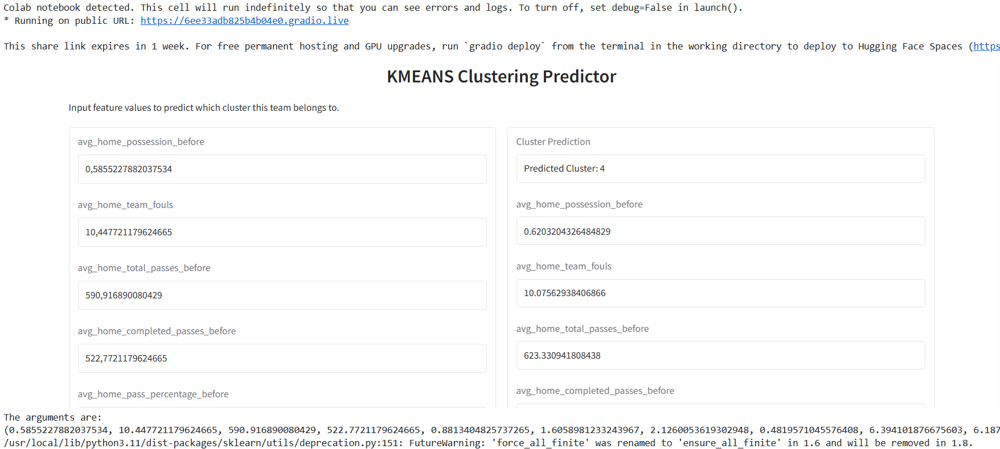 Colab notebook detected. This cell will run indefinitely so that you can see errors and logs. To turn off, set debug=False in launch().
* Running on public URL: https://6ee33adb825b4b04e0.gradio.live
This share link expires in 1 week. For free permanent hosting and GPU upgrades, run `gradio deploy` from the terminal in the working directory to deploy to Hugging Face Spaces (https
KMEANS Clustering Predictor
Input feature values to predict which cluster this team belongs to.
avg_home_possession_before
0,5855227882037534
avg_home_team_fouls
10,447721179624665
avg_home_total_passes_before
590,916890080429
avg_home_completed_passes_before
522,7721179624665
avg_home_pass_percentage_before
Cluster Prediction
Predicted Cluster: 4
avg_home_possession_before
0.6203204326484829
avg_home_team_fouls
10.07562938406866
avg_home_total_passes_before
623.330941808438
avg_home_completed_passes_before
The arguments are:
(0.5855227882037534, 10.447721179624665, 590.916890080429, 522.7721179624665, 0.8813404825737265, 1.6058981233243967, 2.1260053619302948, 0.4819571045576408, 6.394101876675603, 6.187
/usr/local/lib/python3.11/dist-packages/sklearn/utils/deprecation.py:151: FutureWarning: 'force_all_finite' was renamed to 'ensure_all_finite' in 1.6 and will be removed in 1.8.